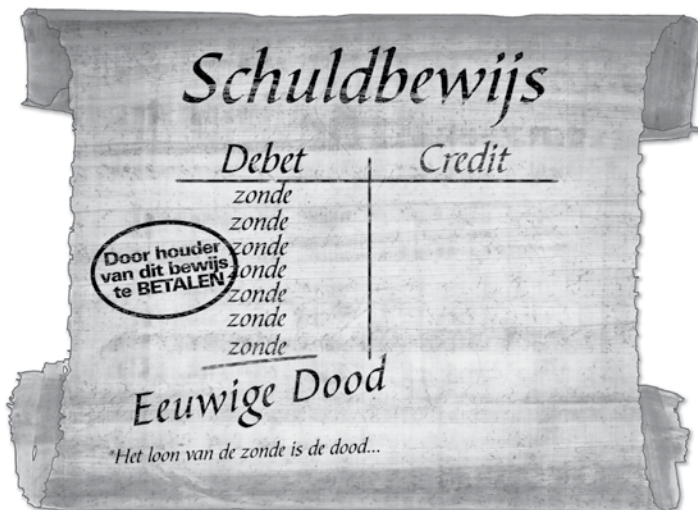 Schuldbewijs
Debet Credit
zonde
zonde
zonde
zonde
zonde
zonde
zonde
Door houder
van dit bewijs
te BETALEN
Eeuwige Dood
*Het loon van de zonde is de dood...